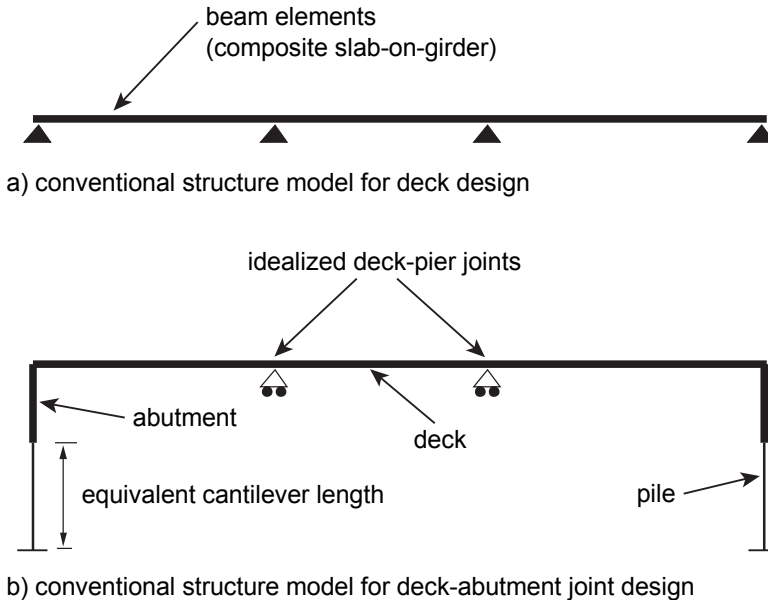 beam elements
(composite slab-on-girder)
a) conventional structure model for deck design
idealized deck-pier joints
abutment
deck
equivalent cantilever length
pile
b) conventional structure model for deck-abutment joint design